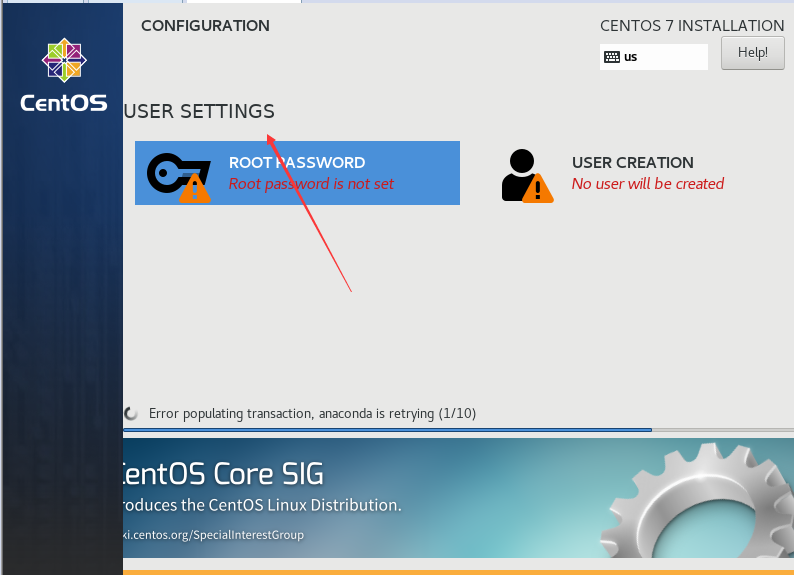 CONFIGURATION
CENTOS 7 INSTALLATION
us
Help!
CentOS
USER SETTINGS
ROOT PASSWORD
Root password is not set
USER CREATION
No user will be created
Error populating transaction, anaconda is retrying (1/10)
entOS Core SIG
roduces the CentOS Linux Distribution.
ki.centos.org/SpecialInterestGroup